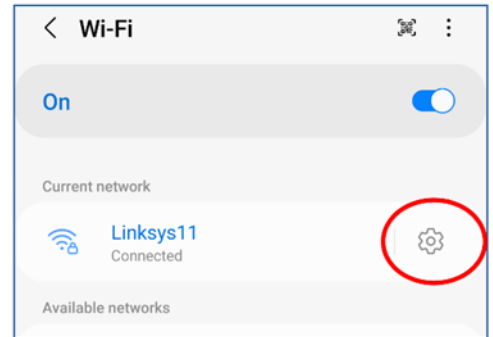 Wi-Fi
On
Current network
Linksys11
Connected
Available networks